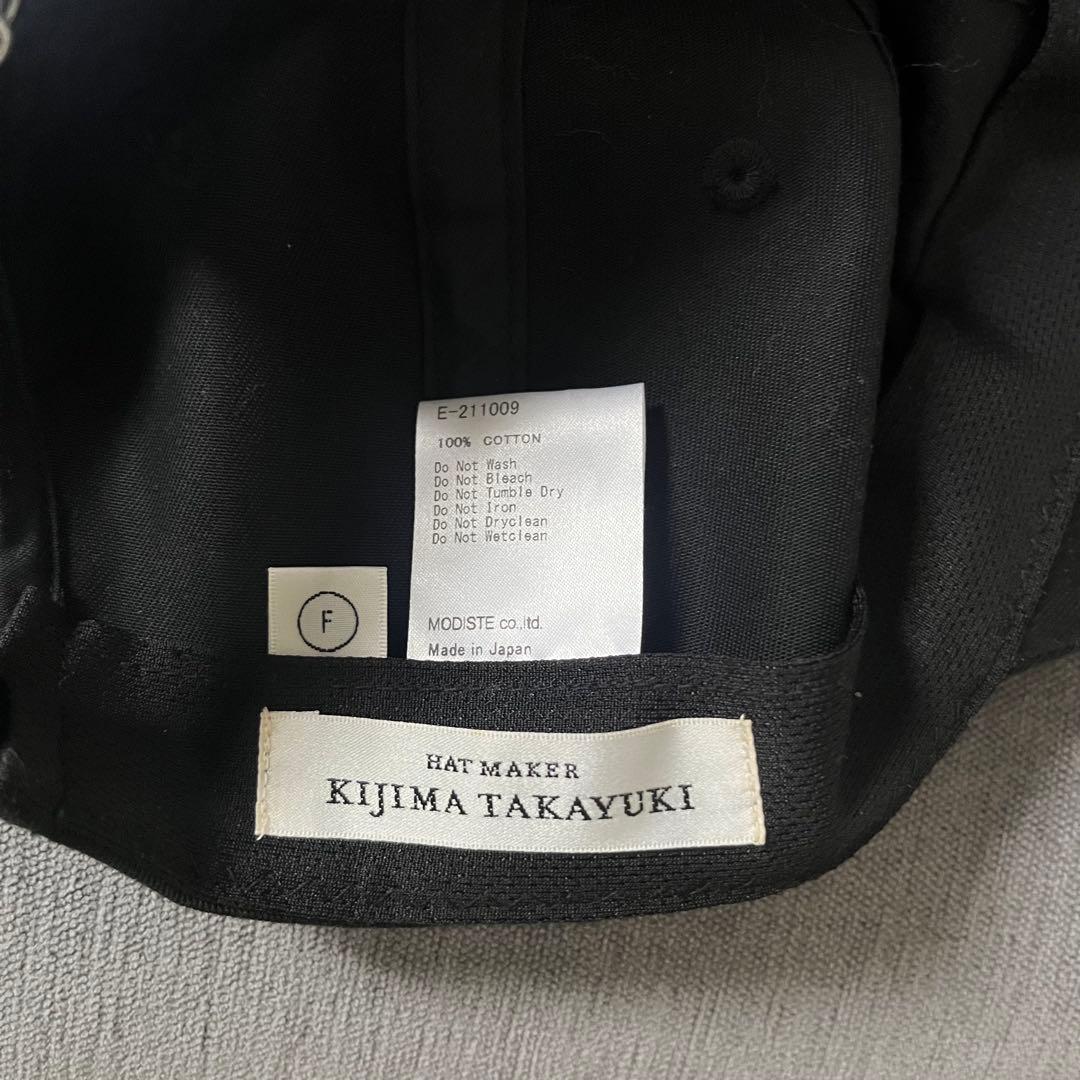 E-211009
100% COTTON
Do Not Wash
Do Not Bleach
Do Not Tumble Dry
Do Not Iron
Do Not Dryclean
Do Not Wetclean
F
MODISTE co.,ltd.
Made in Japan
HAT MAKER
KIJIMA TAKAYUKI